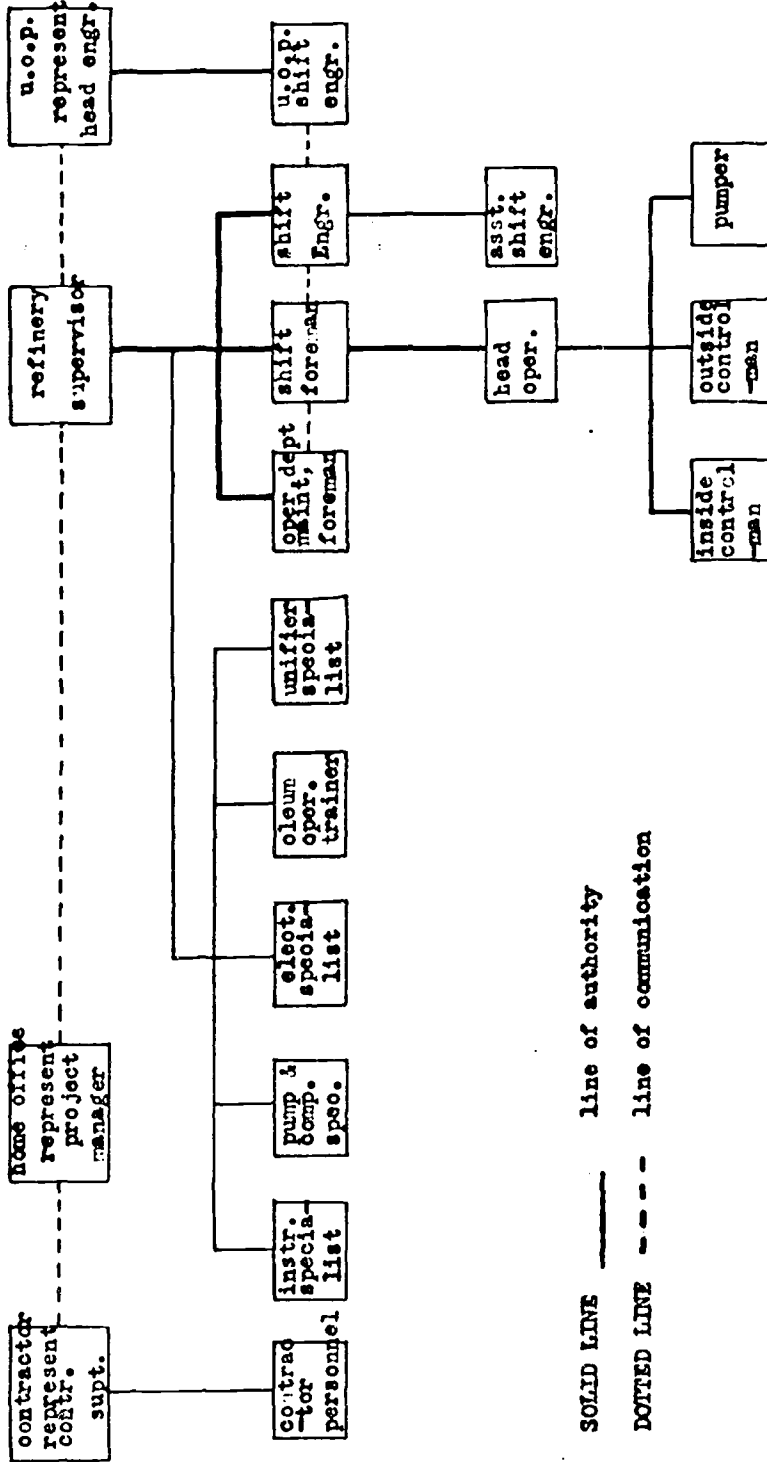 contractor
represent
contr.
supt.
home office
represent
project
manager
refinery
supervisor
u.o.p.
represent
head engr.
contrac
-tor
personnel
instr.
specia-
list
pump &
comp.
spec.
elect.
specia-
list
oleum
oper.
trainer
unifier
specia-
list
oper dept
maint,
foreman
shift
foreman
shift
Engr.
u.o.p.
shift
engr.
head
oper.
asst.
shift
engr.
inside
control
-man
outside
control
-man
pumper
SOLID LINE line of authority
DOTTED LINE line of communication